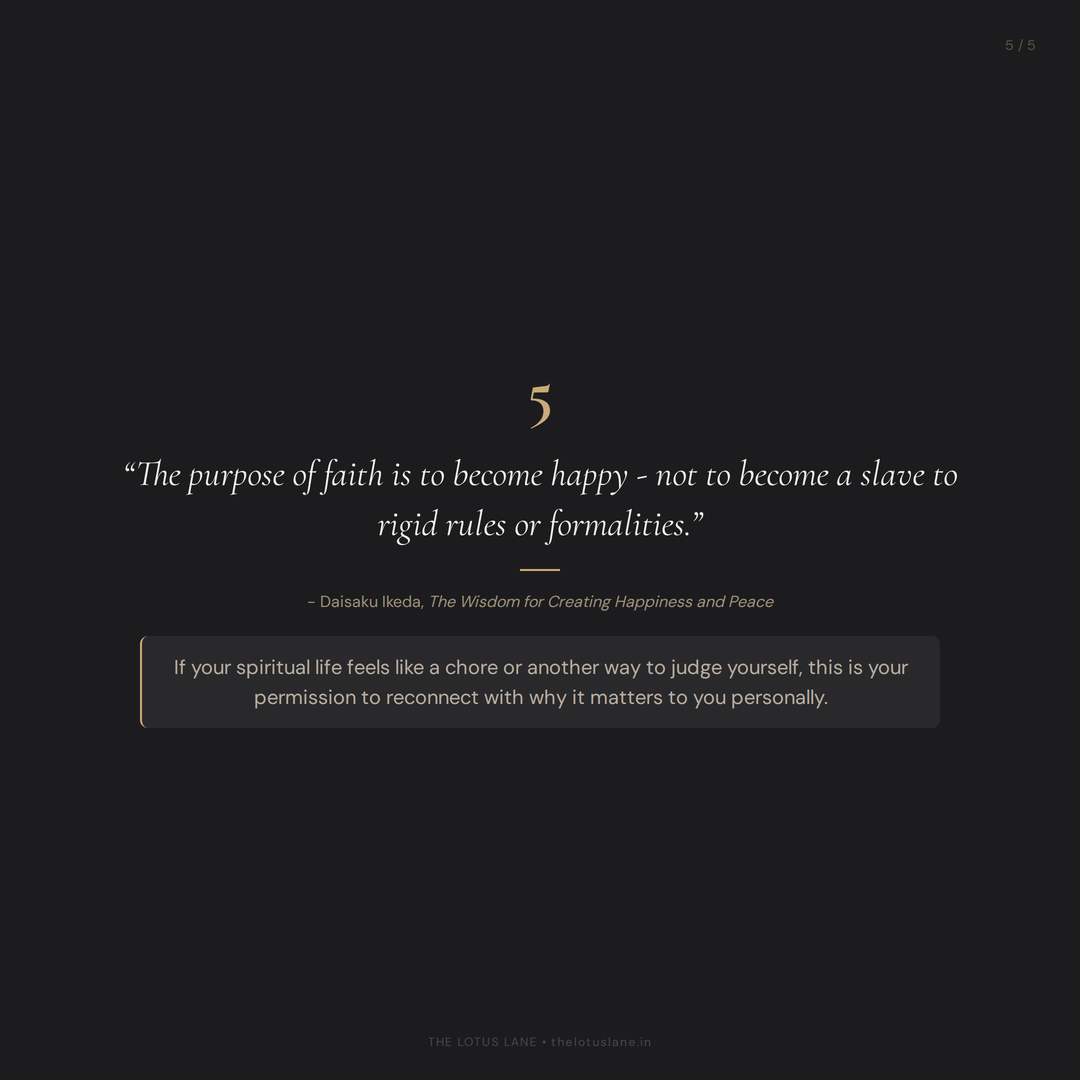 5 / 5
5
“The purpose of faith is to become happy - not to become a slave to
rigid rules or formalities.”
- Daisaku Ikeda, The Wisdom for Creating Happiness and Peace
If your spiritual life feels like a chore or another way to judge yourself, this is your
permission to reconnect with why it matters to you personally.
THE LOTUS LANE • thelotuslane.in